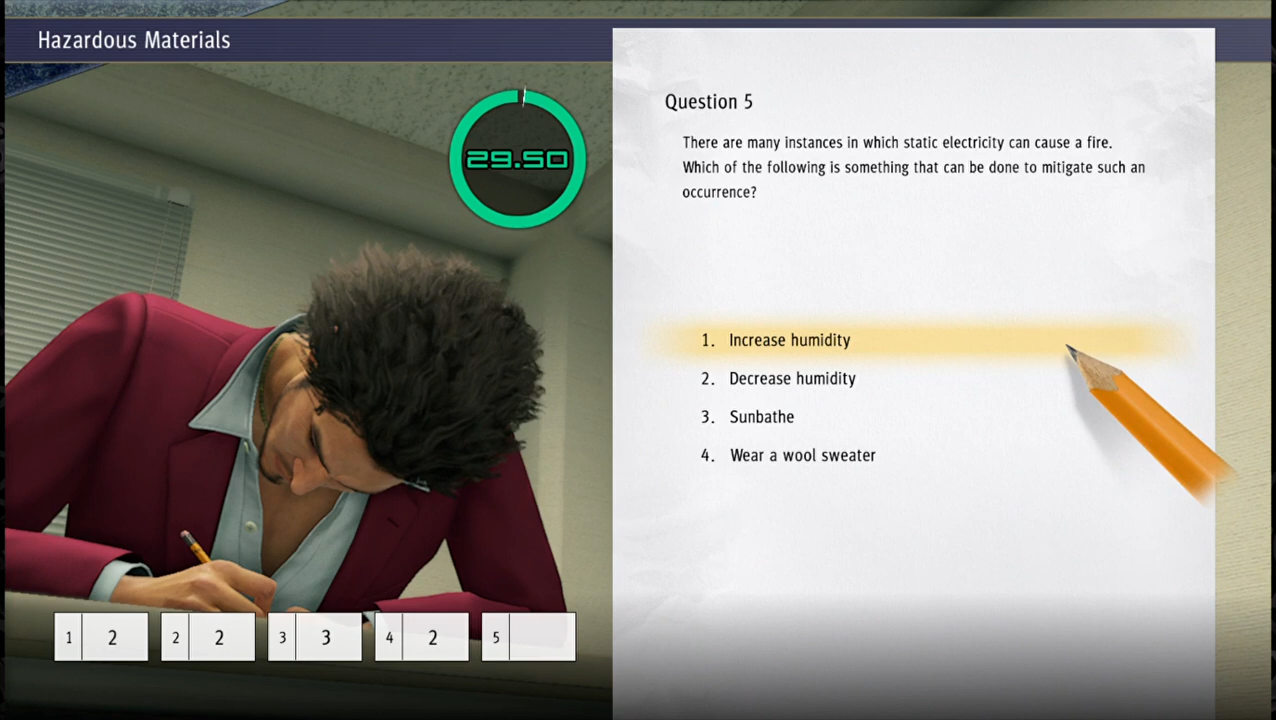 Hazardous Materials
29.50
Question 5
There are many instances in which static electricity can cause a fire.
Which of the following is something that can be done to mitigate such an
occurrence?
1. Increase humidity
2. Decrease humidity
3. Sunbathe
4. Wear a wool sweater
1 2 2 2 3 3 4 2 5